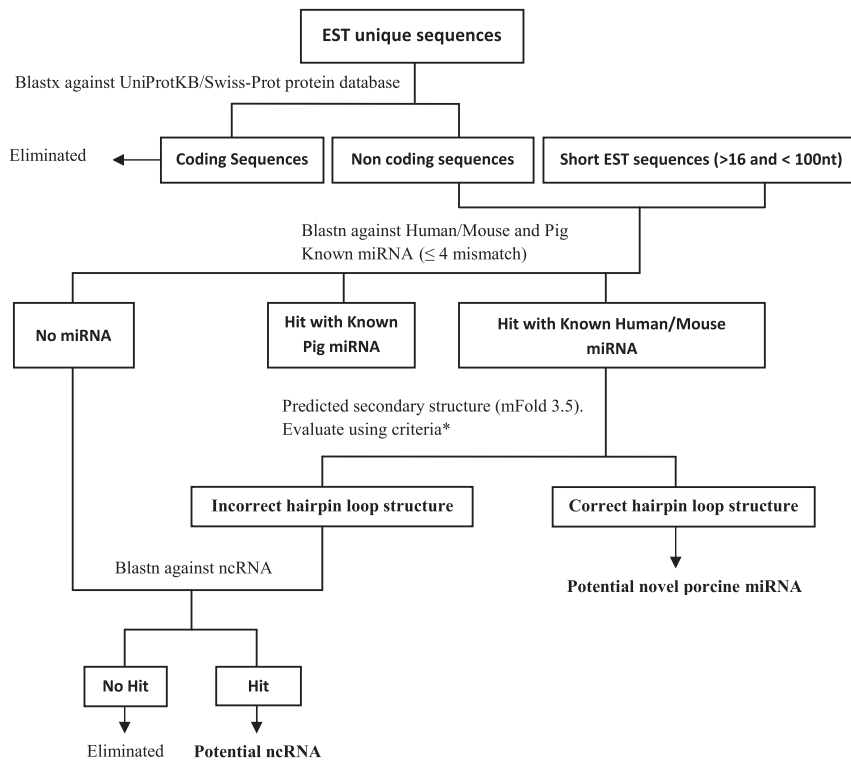 EST unique sequences
Blastx against UniProtKB/Swiss-Prot protein database
Eliminated
Coding Sequences
Non coding sequences
Short EST sequences (>16 and < 100nt)
Blastn against Human/Mouse and Pig
Known miRNA (≤ 4 mismatch)
No miRNA
Hit with Known
Pig miRNA
Hit with Known Human/Mouse
miRNA
Predicted secondary structure (mFold 3.5).
Evaluate using criteria*
Incorrect hairpin loop structure
Correct hairpin loop structure
Blastn against ncRNA
Potential novel porcine miRNA
No Hit
Hit
Eliminated
Potential ncRNA